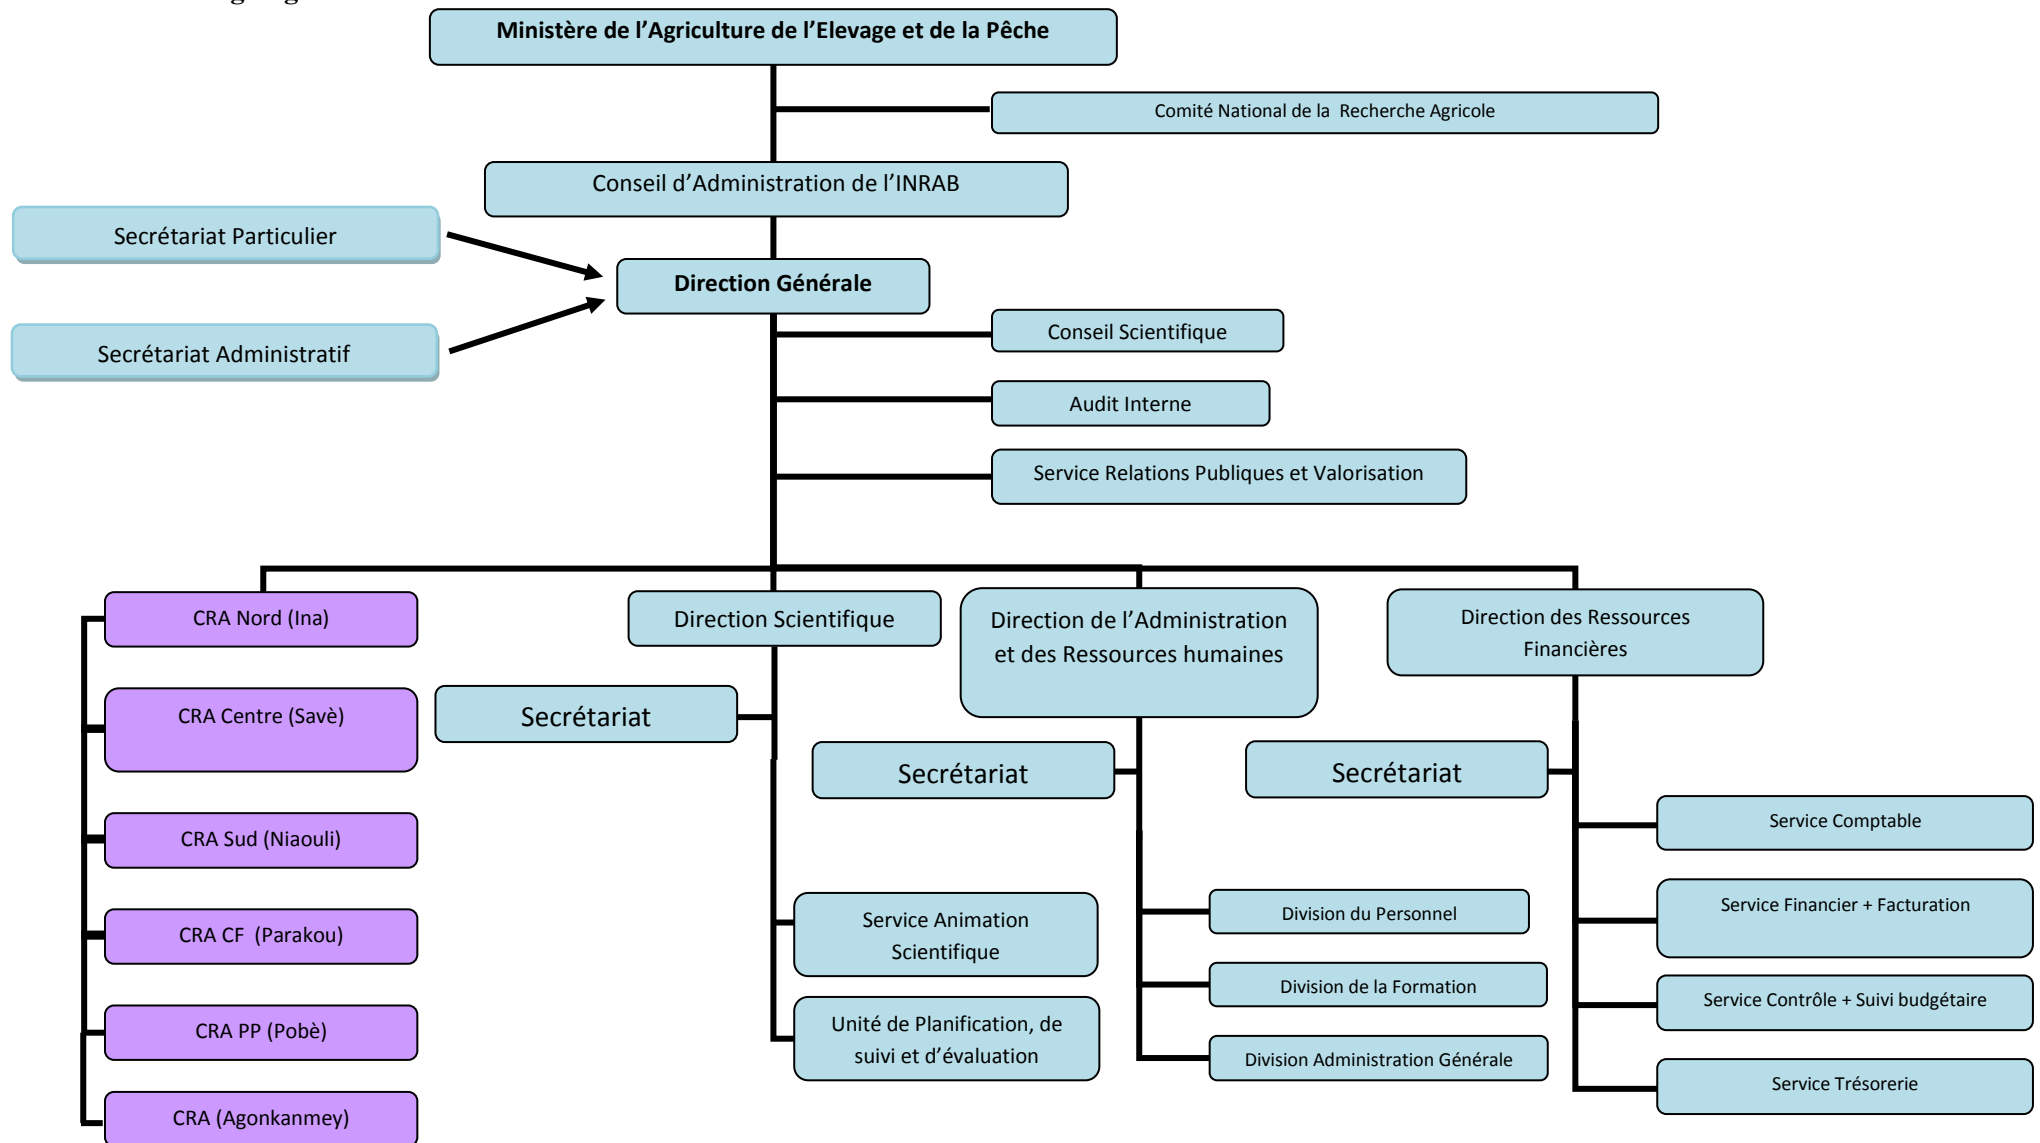 Ministère de l'Agriculture de l'Elevage et de la Pêche
Comité National de la  Recherche Agricole
Conseil d'Administration de l'INRAB
Secrétariat Particulier
Direction Générale
Secrétariat Administratif
Conseil Scientifique
Audit Interne
Service Relations Publiques et Valorisation
CRA Nord (Ina)
CRA Centre (Savè)
CRA Sud (Niaouli)
CRA CF  (Parakou)
CRA PP (Pobè)
CRA (Agonkanmey)
Direction Scientifique
Secrétariat
Service Animation
Scientifique
Unité de Planification, de
suivi et d'évaluation
Direction de l'Administration
et des Ressources humaines
Secrétariat
Division du Personnel
Division de la Formation
Division Administration Générale
Direction des Ressources
Financières
Secrétariat
Service Comptable
Service Financier + Facturation
Service Contrôle + Suivi budgétaire
Service Trésorerie